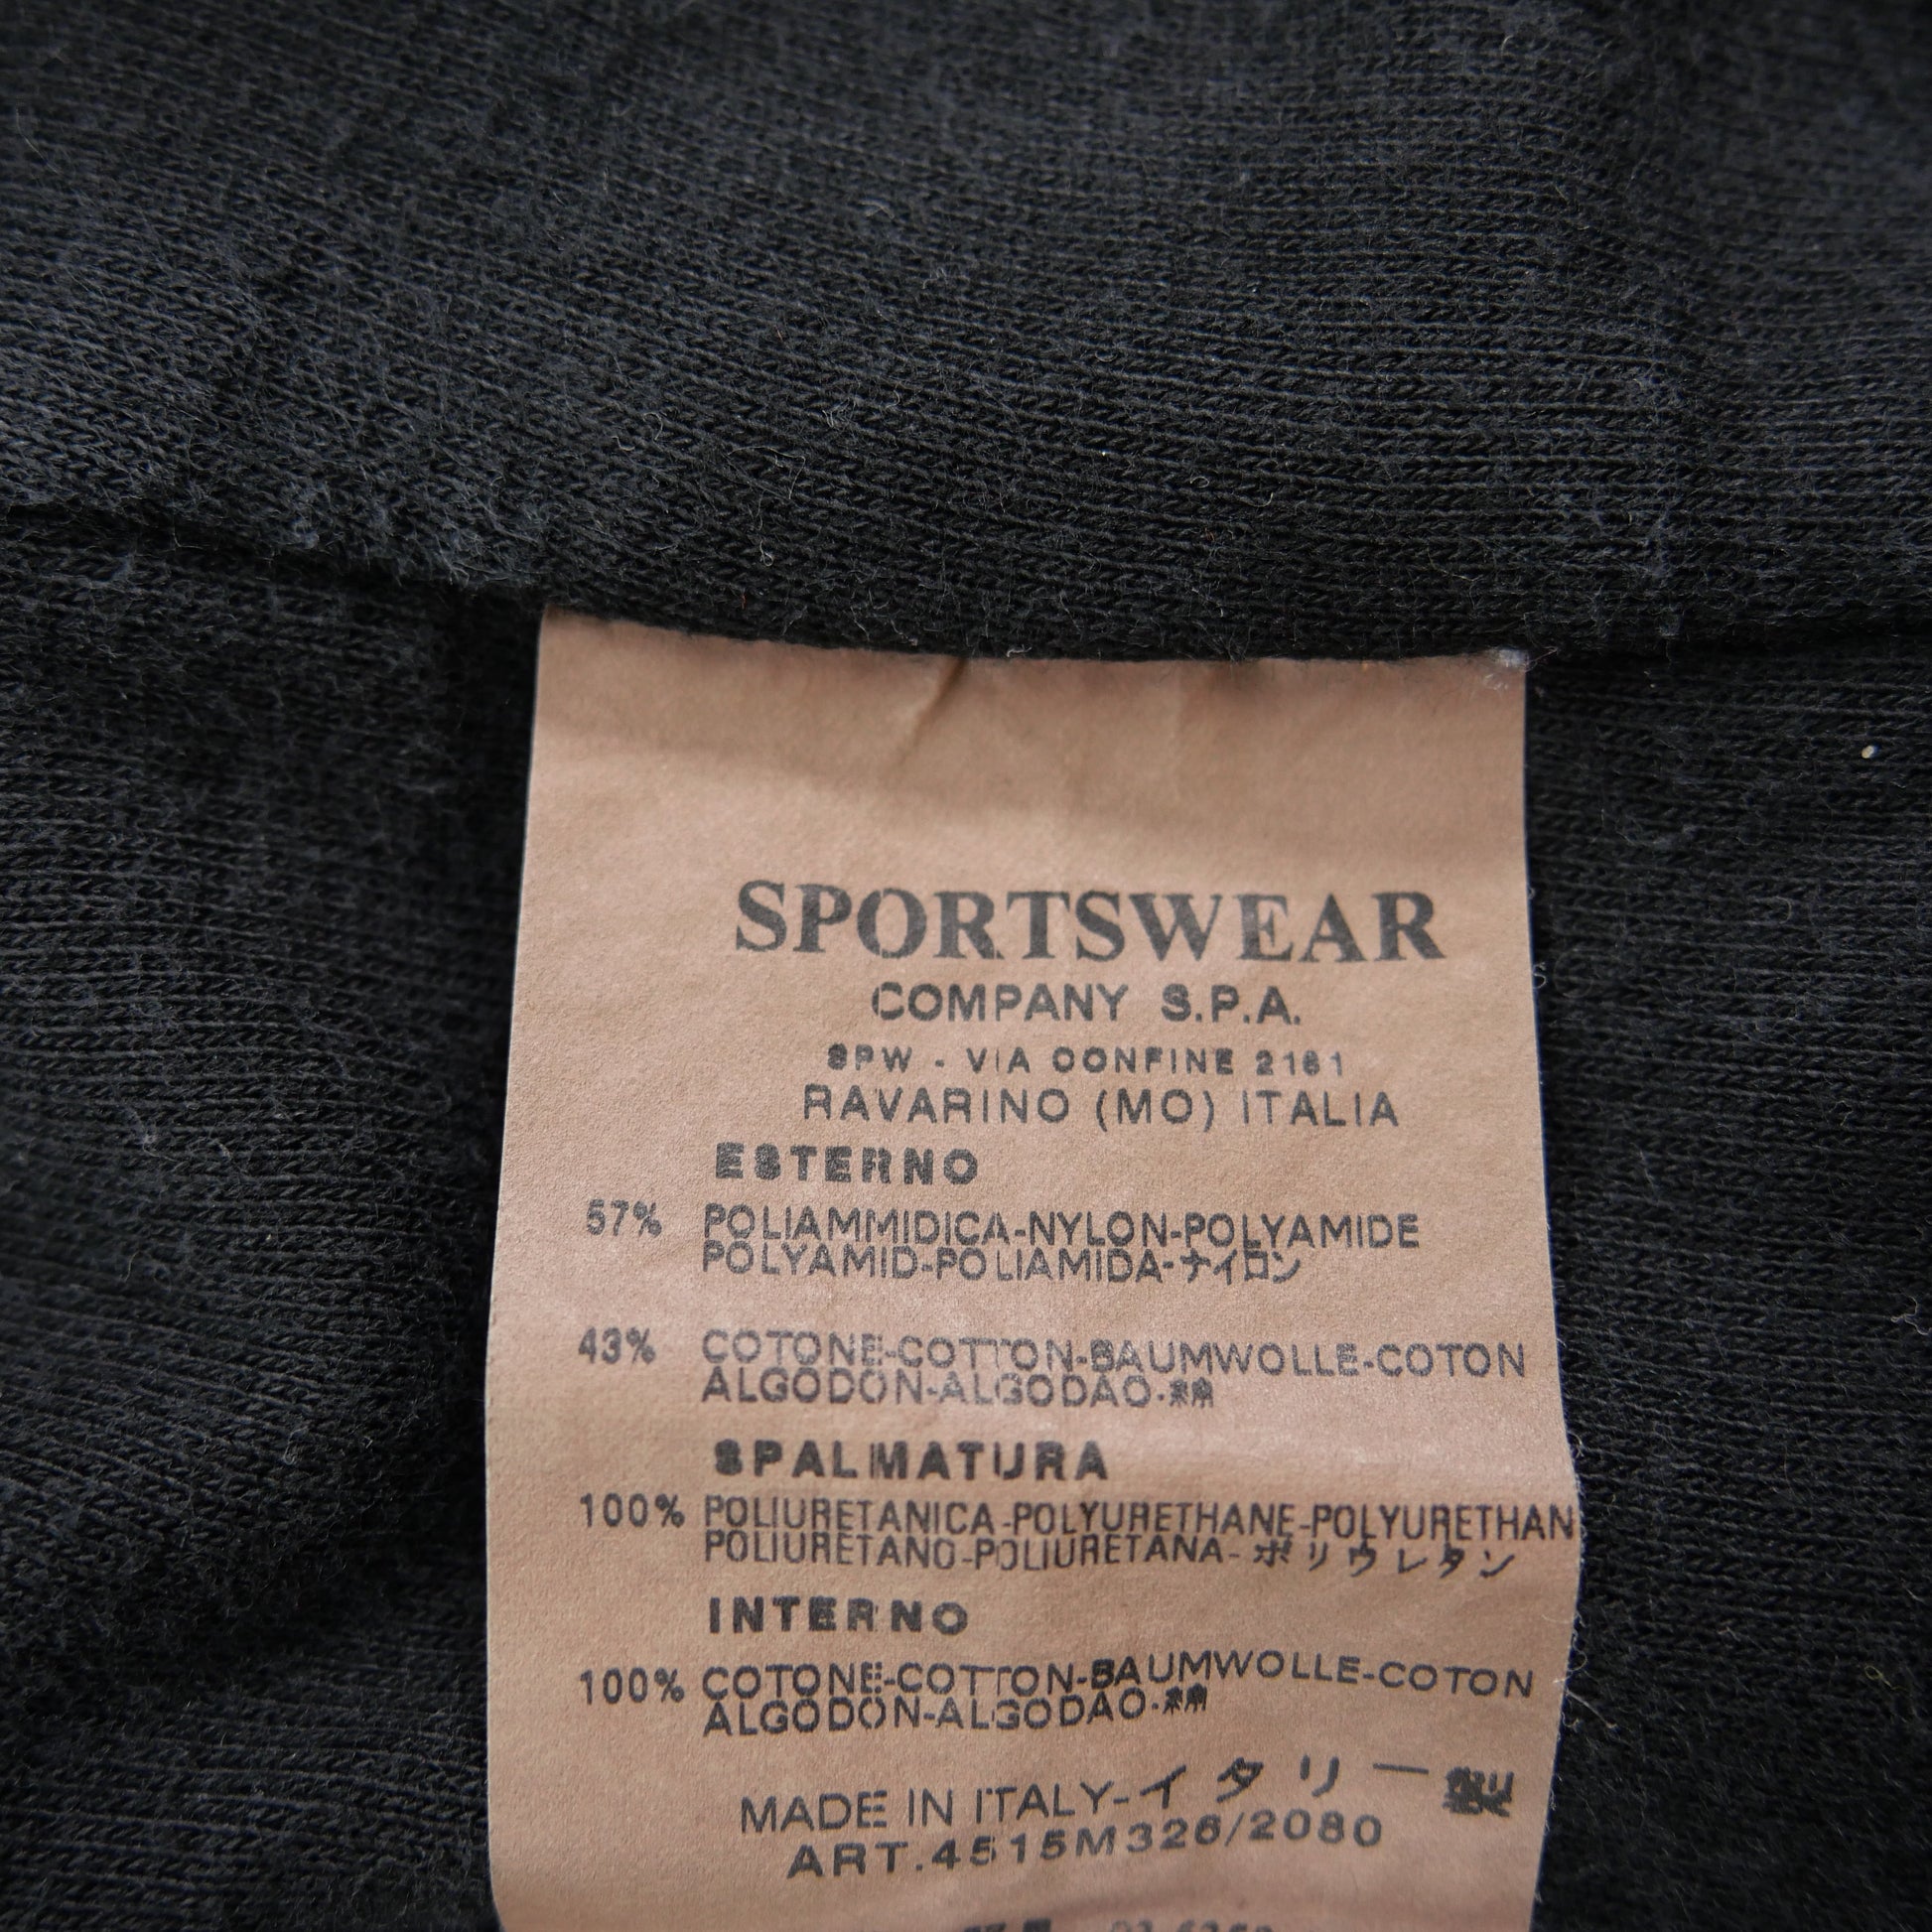 SPORTSWEAR
COMPANY S.P.A.
SPW - VIA CONFINE 2161
RAVARINO (MO) ITALIA
ESTERNO
57% POLIAMMIDICA-NYLON-POLYAMIDE
POLYAMID-POLIAMIDA-ナイロン
43% COTONE-COTTON-BAUMWOLLE-COTON
ALGODON-ALGODAO-綿
SPALMATURA
100% POLIURETANICA-POLYURETHANE-POLYURETHAN
POLIURETANO-POLIURETANA-ポリウレタン
INTERNO
100% COTONE-COTTON-BAUMWOLLE-COTON
ALGODON-ALGODAO-綿
MADE IN ITALY-イタリー製
ART.4515M326/2080